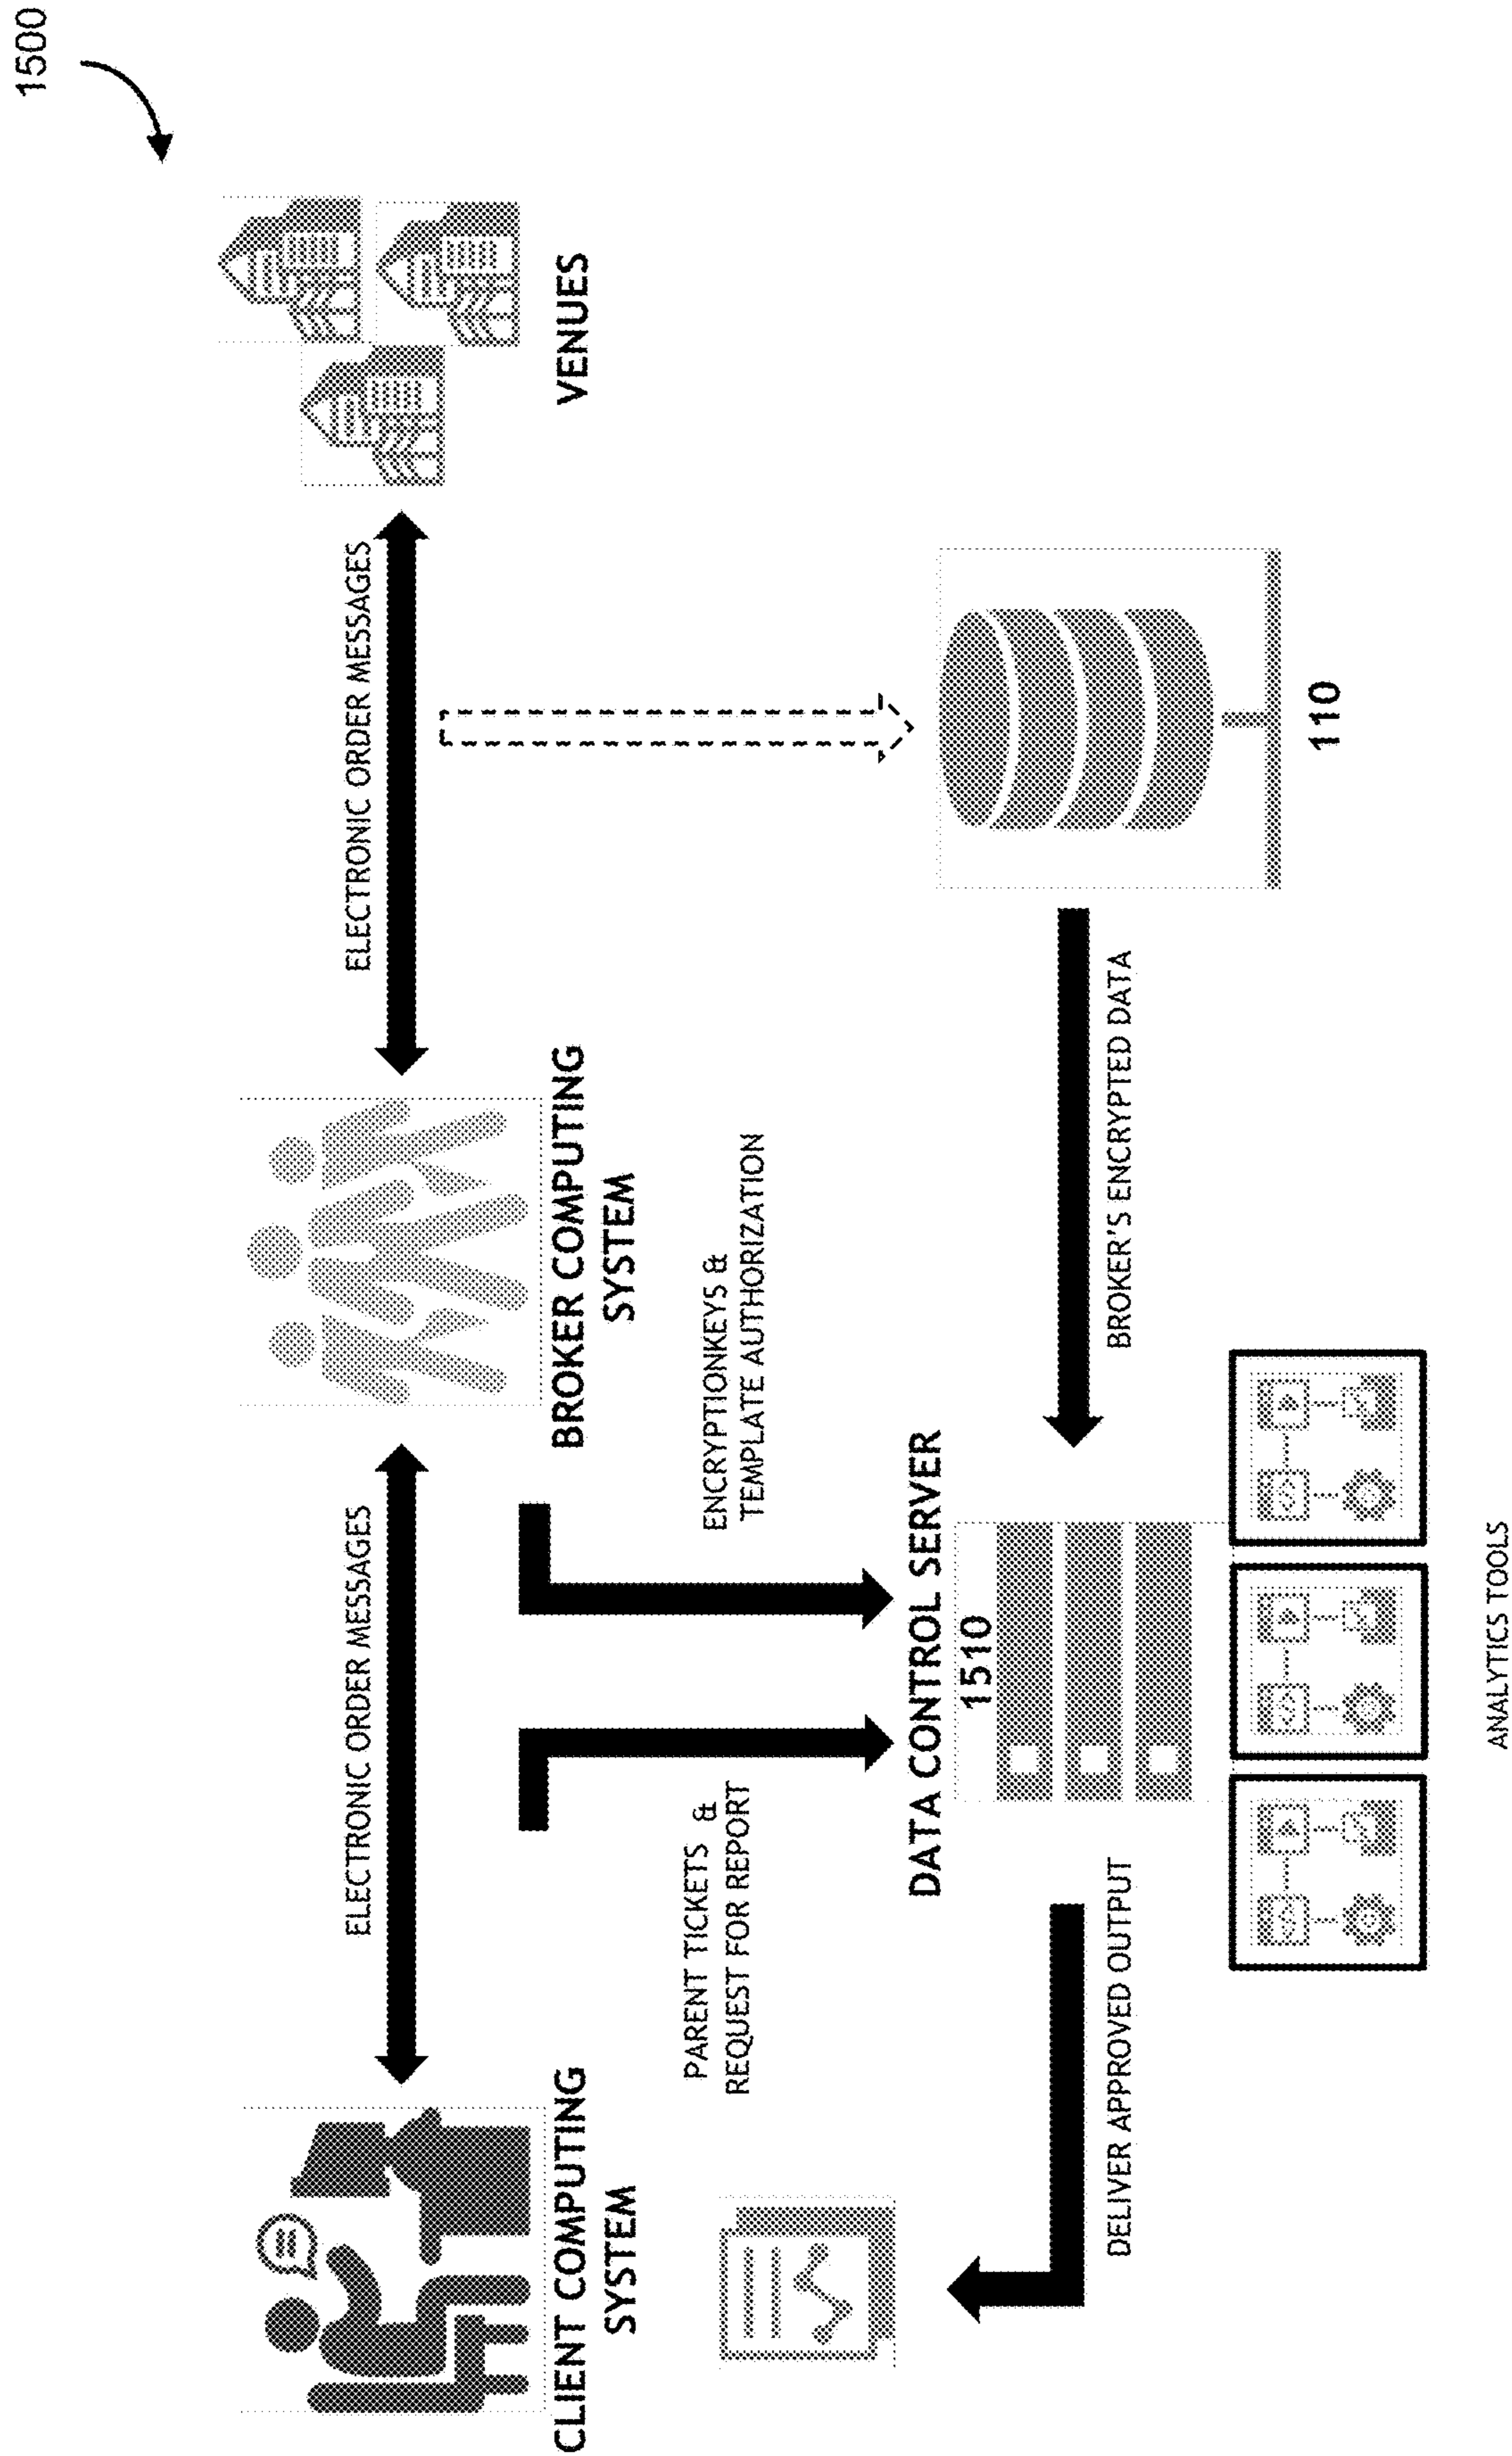 1500
ELECTRONIC ORDER MESSAGES
ELECTRONIC ORDER MESSAGES
CLIENT COMPUTING
SYSTEM
BROKER COMPUTING
SYSTEM
VENUES
PARENT TICKETS &
REQUEST FOR REPORT
ENCRYPTIONKEYS &
TEMPLATE AUTHORIZATION
DATA CONTROL SERVER
1510
DELIVER APPROVED OUTPUT
BROKER'S ENCRYPTED DATA
110
ANALYTICS TOOLS